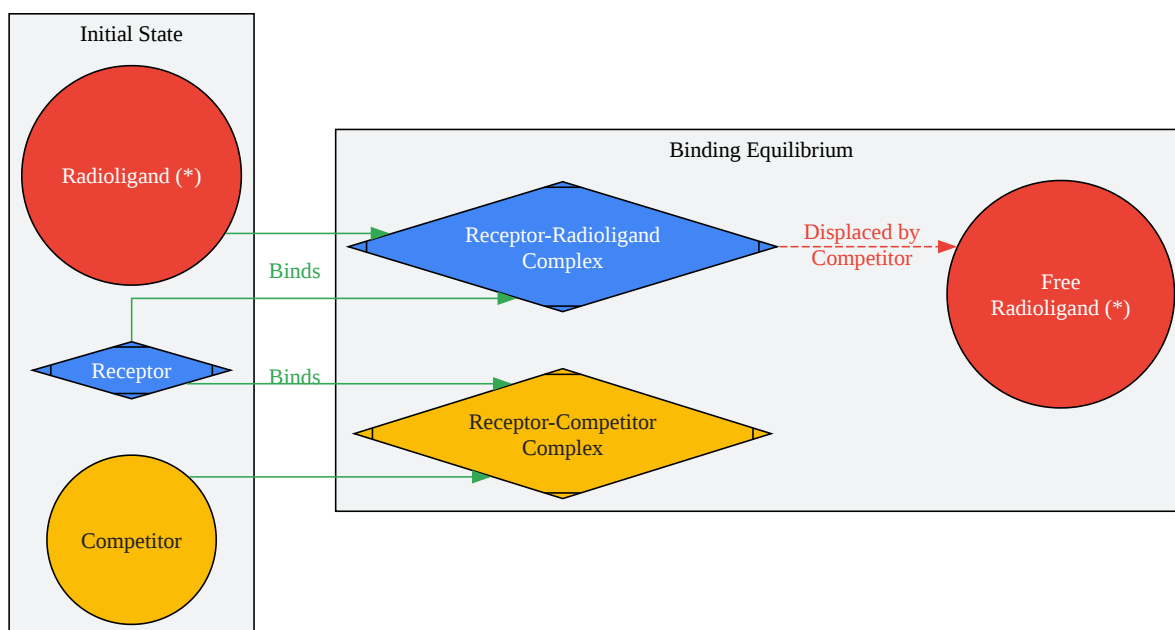 Initial State
Radioligand (*)
Receptor
Competitor
Binds
Binds
Binding Equilibrium
Receptor-Radioligand
Complex
Receptor-Competitor
Complex
Displaced by
Competitor
Free
Radioligand (*)